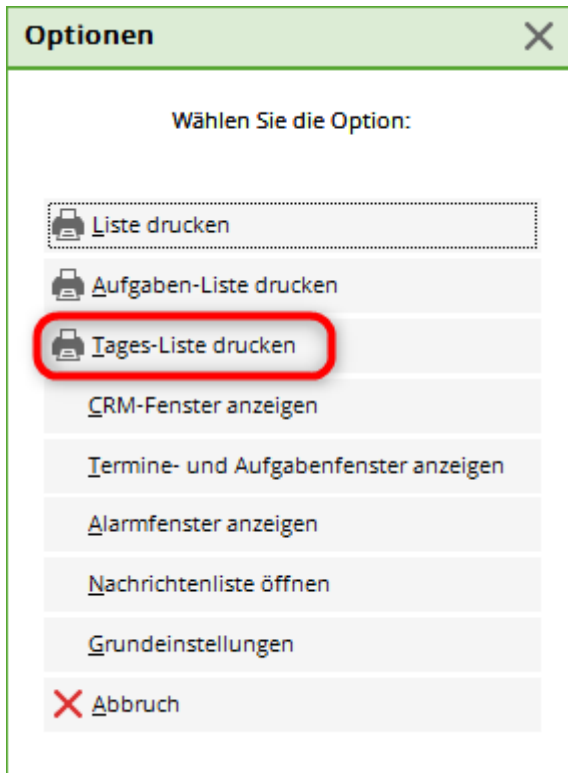 Optionen
Wählen Sie die Option:
Liste drucken
Aufgaben-Liste drucken
Tages-Liste drucken
CRM-Fenster anzeigen
Termine- und Aufgabenfenster anzeigen
Alarmfenster anzeigen
Nachrichtenliste öffnen
Grundeinstellungen
Abbruch